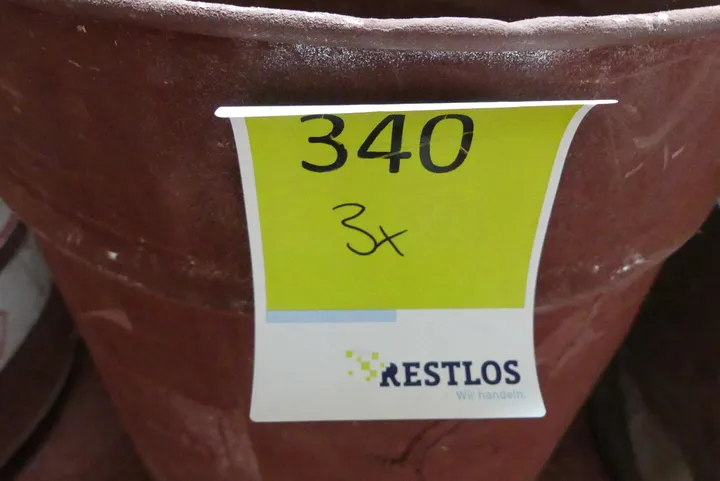 340
3x
RESTLOS
Wir handeln.